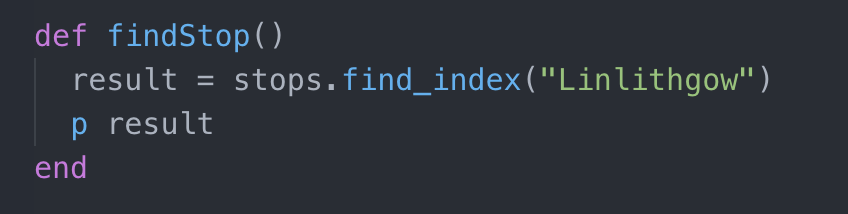 def findStop()
  result = stops.find_index("Linlithgow")
  p result
end